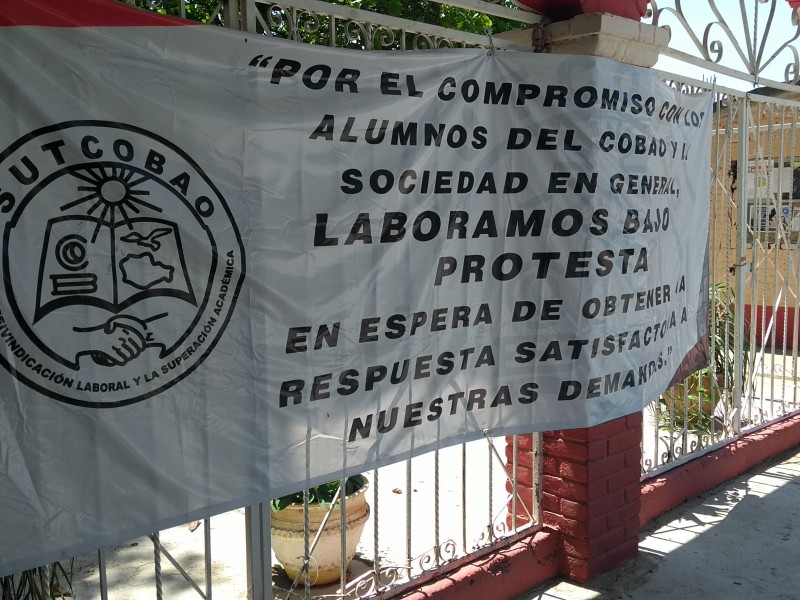 SUTCOBAO
REIVINDICACIÓN LABORAL Y LA SUPERACIÓN ACADÉMICA
"POR EL COMPROMISO CON LOS
ALUMNOS DEL COBAO Y LA
SOCIEDAD EN GENERAL,
LABORAMOS BAJO
PROTESTA
EN ESPERA DE OBTENER LA
RESPUESTA SATISFACTORIA A
NUESTRAS DEMANDAS."